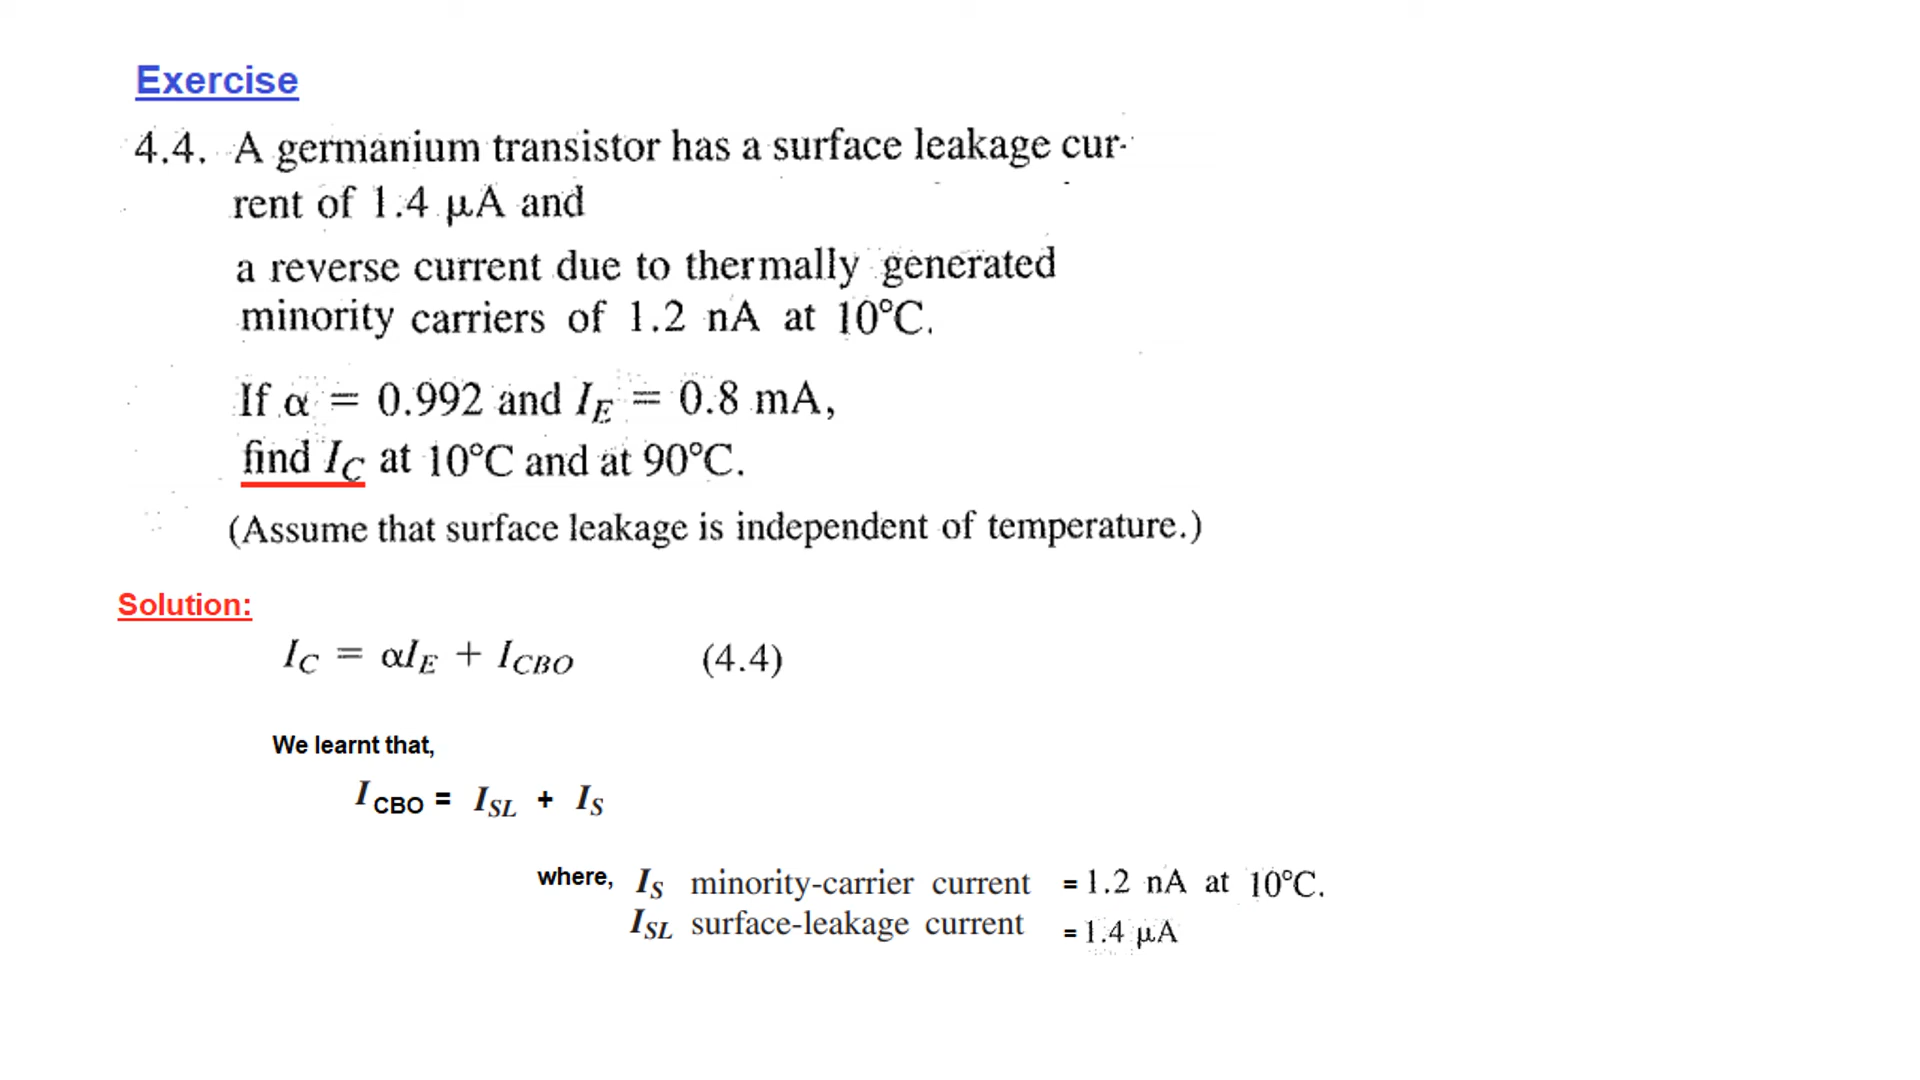 Exercise
4.4. A germanium transistor has a surface leakage cur-
rent of 1.4 μA and
a reverse current due to thermally generated
minority carriers of 1.2 nA at 10°C.
If α = 0.992 and I_E = 0.8 mA,
find I_C at 10°C and at 90°C.
(Assume that surface leakage is independent of temperature.)
Solution:
I_C = αI_E + I_CBO (4.4)
We learnt that,
I_CBO = I_SL + I_S
where, I_S minority-carrier current = 1.2 nA at 10°C.
I_SL surface-leakage current = 1.4 μA